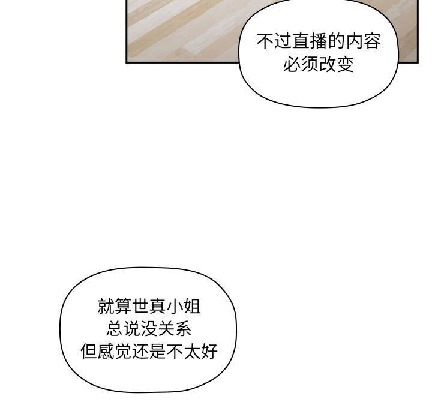 不过直播的内容
必须改变
就算世真小姐
总说没关系
但感觉还是不太好